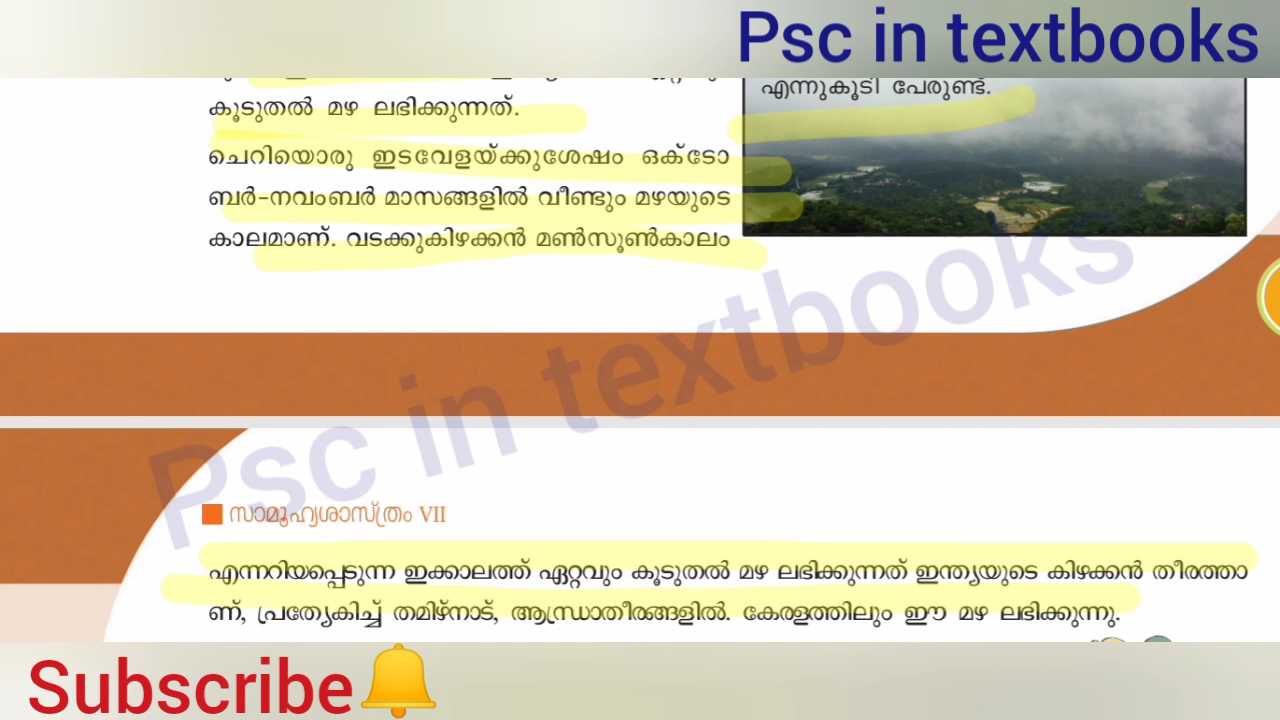 Psc in textbooks
എന്നുകൂടി പേരുണ്ട്.
കൂടുതൽ മഴ ലഭിക്കുന്നത്.
ചെറിയൊരു ഇടവേളയ്ക്കുശേഷം ഒക്ടോ
ബർ-നവംബർ മാസങ്ങളിൽ വീണ്ടും മഴയുടെ
കാലമാണ്. വടക്കുകിഴക്കൻ മൺസൂൺകാലം
Psc in textbooks
സാമൂഹ്യശാസ്ത്രം VII
എന്നറിയപ്പെടുന്ന ഇക്കാലത്ത് ഏറ്റവും കൂടുതൽ മഴ ലഭിക്കുന്നത് ഇന്ത്യയുടെ കിഴക്കൻ തീരത്താ
ണ്, പ്രത്യേകിച്ച് തമിഴ്നാട്, ആന്ധ്രാതീരങ്ങളിൽ. കേരളത്തിലും ഈ മഴ ലഭിക്കുന്നു.
Subscribe